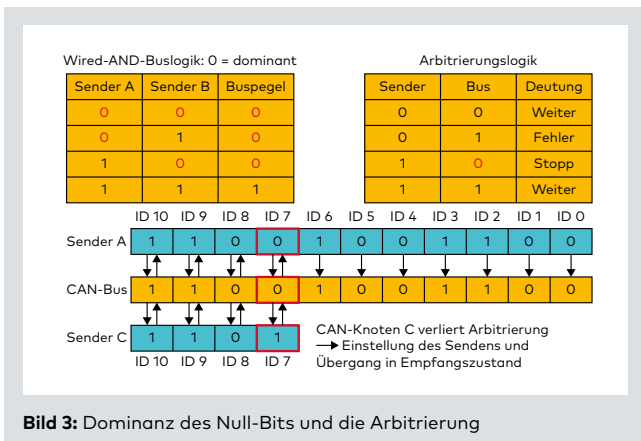 Wired-AND-Buslogik: 0 = dominant
Sender A Sender B Buspegel
0 0 0
0 1 0
1 0 0
1 1 1
Arbitrierungslogik
Sender Bus Deutung
0 0 Weiter
0 1 Fehler
1 0 Stopp
1 1 Weiter
ID 10 ID 9 ID 8 ID 7 ID 6 ID 5 ID 4 ID 3 ID 2 ID 1 ID 0
Sender A 1 1 0 0 1 0 0 1 1 0 0
CAN-Bus 1 1 0 0 1 0 0 1 1 0 0
Sender C 1 1 0 1
ID 10 ID 9 ID 8 ID 7
CAN-Knoten C verliert Arbitrierung
→ Einstellung des Sendens und
Übergang in Empfangszustand
Bild 3: Dominanz des Null-Bits und die Arbitrierung